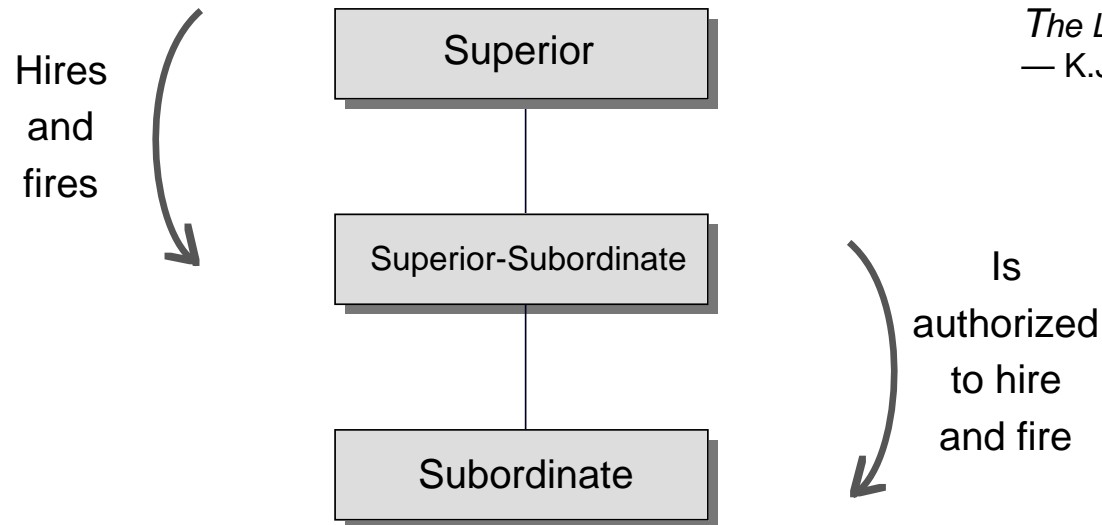 Hires
and
fires
Superior
The
— K.J
Superior-Subordinate
Is
authorized
to hire
and fire
Subordinate